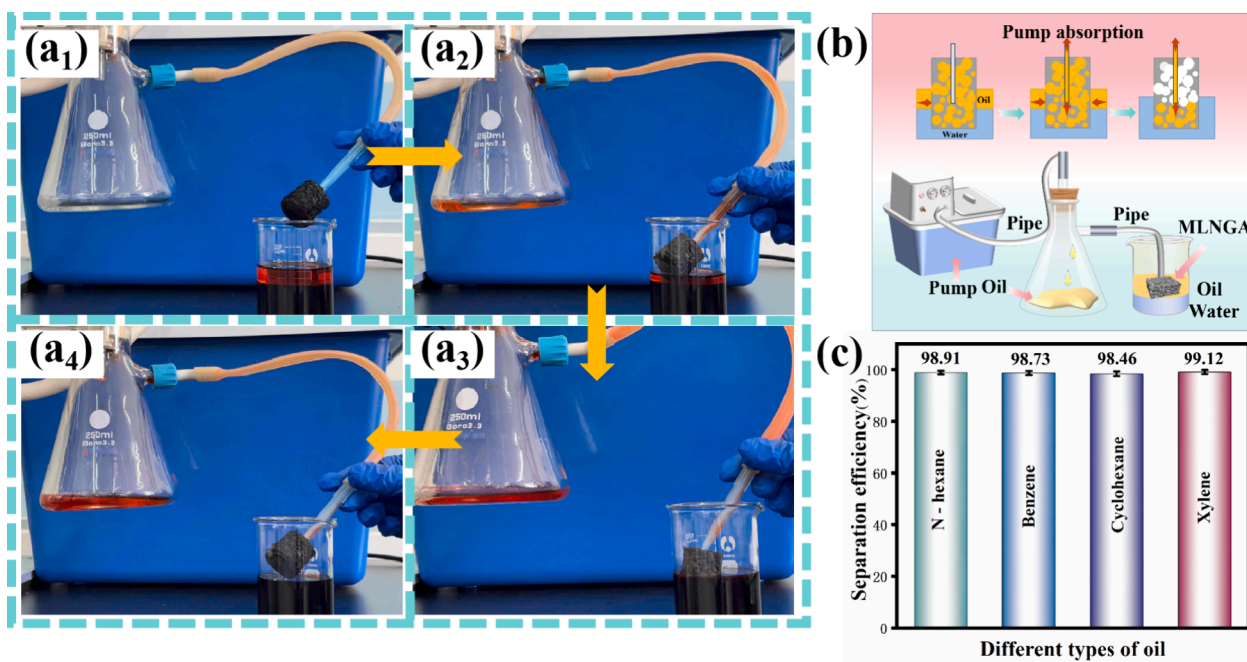 (a1)
250ml
Boro3.3
(a2)
250ml
Boro3.3
(a4)
250ml
Boro3.3
(a3)
250ml
Boro3.3
(b)
Pump absorption
Oil
Water
Pipe
Pipe
MLNGA
Pump Oil
Oil
Water
(c)
98.91
98.73
98.46
99.12
100
80
60
40
20
0
Separation efficiency(%)
N - hexane
Benzene
Cyclohexane
Xylene
Different types of oil